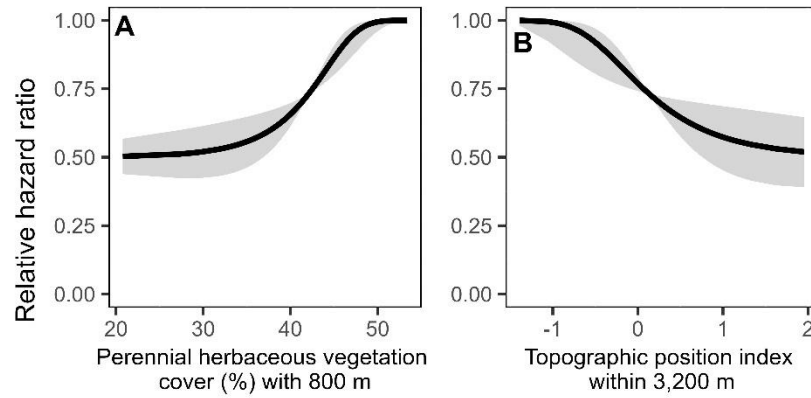 A
B
Relative hazard ratio
1.00
0.75
0.50
0.25
0.00
20
30
40
50
Perennial herbaceous vegetation
cover (%) with 800 m
1.00
0.75
0.50
0.25
0.00
-1
0
1
2
Topographic position index
within 3,200 m